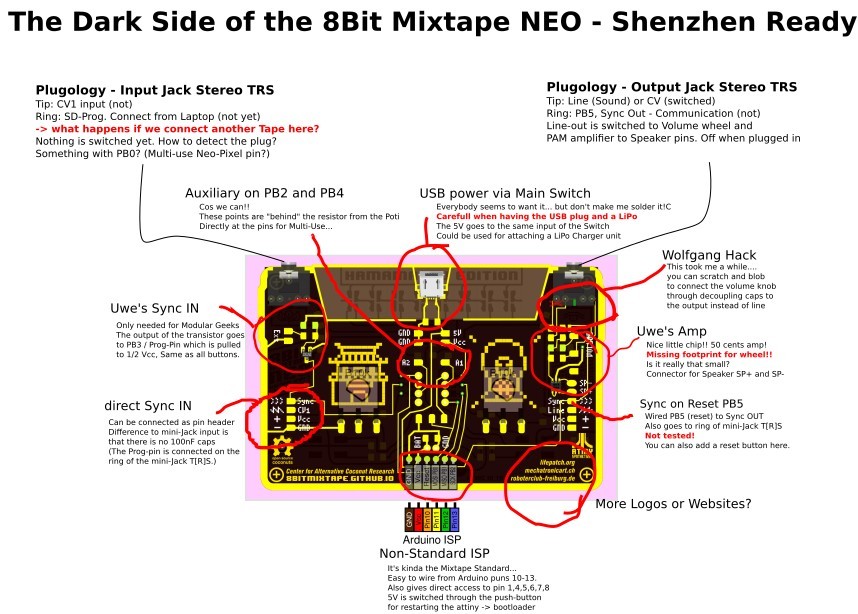 The Dark Side of the 8Bit Mixtape NEO - Shenzhen Ready
Plugology - Input Jack Stereo TRS
Tip: CV1 input (not)
Ring: SD-Prog. Connect from Laptop (not yet)
-> what happens if we connect another Tape here?
Nothing is switched yet. How to detect the plug?
Something with PB0? (Multi-use Neo-Pixel pin?)
Plugology - Output Jack Stereo TRS
Tip: Line (Sound) or CV (switched)
Ring: PB5, Sync Out - Communication (not)
Line-out is switched to Volume wheel and
PAM amplifier to Speaker pins. Off when plugged in
Auxiliary on PB2 and PB4
Cos we can!!
These points are "behind" the resistor from the Poti
Directly at the pins for Multi-Use...
USB power via Main Switch
Everybody seems to want it... but don't make me solder it!C
Carefull when having the USB plug and a LiPo
The 5V goes to the same input of the Switch
Could be used for attaching a LiPo Charger unit
Wolfgang Hack
This took me a while....
you can scratch and blob
to connect the volume knob
through decoupling caps to
the output instead of line
Uwe's Sync IN
Only needed for Modular Geeks
The output of the transistor goes
to PB3 / Prog-Pin which is pulled
to 1/2 Vcc, Same as all buttons.
Uwe's Amp
Nice little chip!! 50 cents amp!
Missing footprint for wheel!!
Is it really that small?
Connector for Speaker SP+ and SP-
direct Sync IN
Can be connected as pin header
Difference to mini-Jack input is
that there is no 100nF caps
(The Prog-pin is connected on the
ring of the mini-Jack T[R]S.)
Sync on Reset PB5
Wired PB5 (reset) to Sync OUT
Also goes to ring of mini-Jack T[R]S
Not tested!
You can also add a reset button here.
EDITION
GND
GND
5V
Vcc
A2
A1
Sync
CV1
Vcc
GND
SP-
Sync
Line
Vcc
GND
BAT
GND
open source
coconuts
Center for Alternative Coconut Research
8BITMIXTAPE.GITHUB.IO
lifepatch.org
mechatronicart.ch
roboterclub-freiburg.de
More Logos or Websites?
GND
Pin10
Pin11
Pin12
Pin13
Arduino ISP
Non-Standard ISP
It's kinda the Mixtape Standard...
Easy to wire from Arduino puns 10-13.
Also gives direct access to pin 1,4,5,6,7,8
5V is switched through the push-button
for restarting the attiny -> bootloader